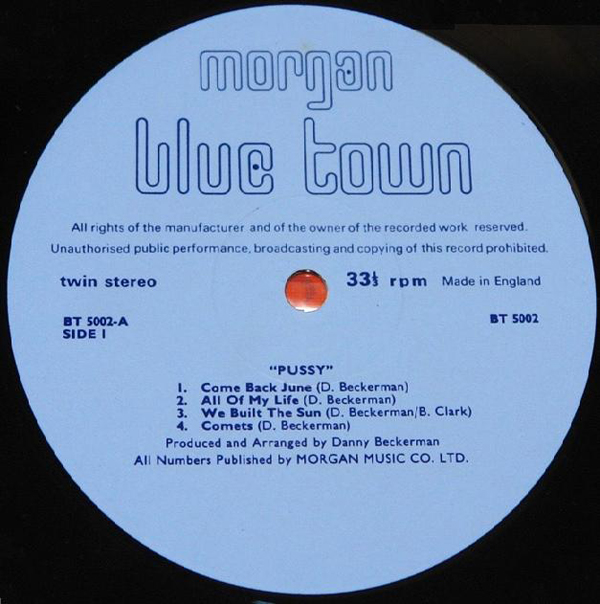 morgan
blue town
All rights of the manufacturer and of the owner of the recorded work reserved.
Unauthorised public performance, broadcasting and copying of this record prohibited.
twin stereo 33⅓ rpm Made in England
BT 5002-A BT 5002
SIDE 1
"PUSSY"
1. Come Back June (D. Beckerman)
2. All Of My Life (D. Beckerman)
3. We Built The Sun (D. Beckerman/B. Clark)
4. Comets (D. Beckerman)
Produced and Arranged by Danny Beckerman
All Numbers Published by MORGAN MUSIC CO. LTD.